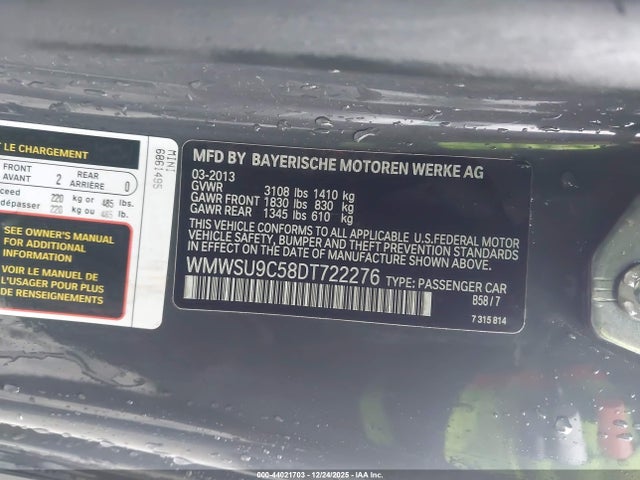 T LE CHARGEMENT
FRONT
AVANT
2
REAR
ARRIÈRE
0
ceed 220 kg or 485 lbs.
dépasser 220 kg ou 485 lb.
SEE OWNER'S MANUAL
FOR ADDITIONAL
INFORMATION
VOIR LE MANUEL DE
L'USAGER POUR PLUS
DE RENSEIGNEMENTS
MINI
6861495
MFD BY BAYERISCHE MOTOREN WERKE AG
03-2013
GVWR 3108 lbs 1410 kg
GAWR FRONT 1830 lbs 830 kg
GAWR REAR 1345 lbs 610 kg
THIS VEHICLE CONFORMS TO ALL APPLICABLE U.S.FEDERAL MOTOR
VEHICLE SAFETY, BUMPER AND THEFT PREVENTION STANDARDS
IN EFFECT ON THE DATE OF MANUFACTURE SHOWN ABOVE.
WMWSU9C58DT722276 TYPE: PASSENGER CAR
B58 / 7
7 315 814
000-44021703 - 12/24/2025 - IAAI.COM